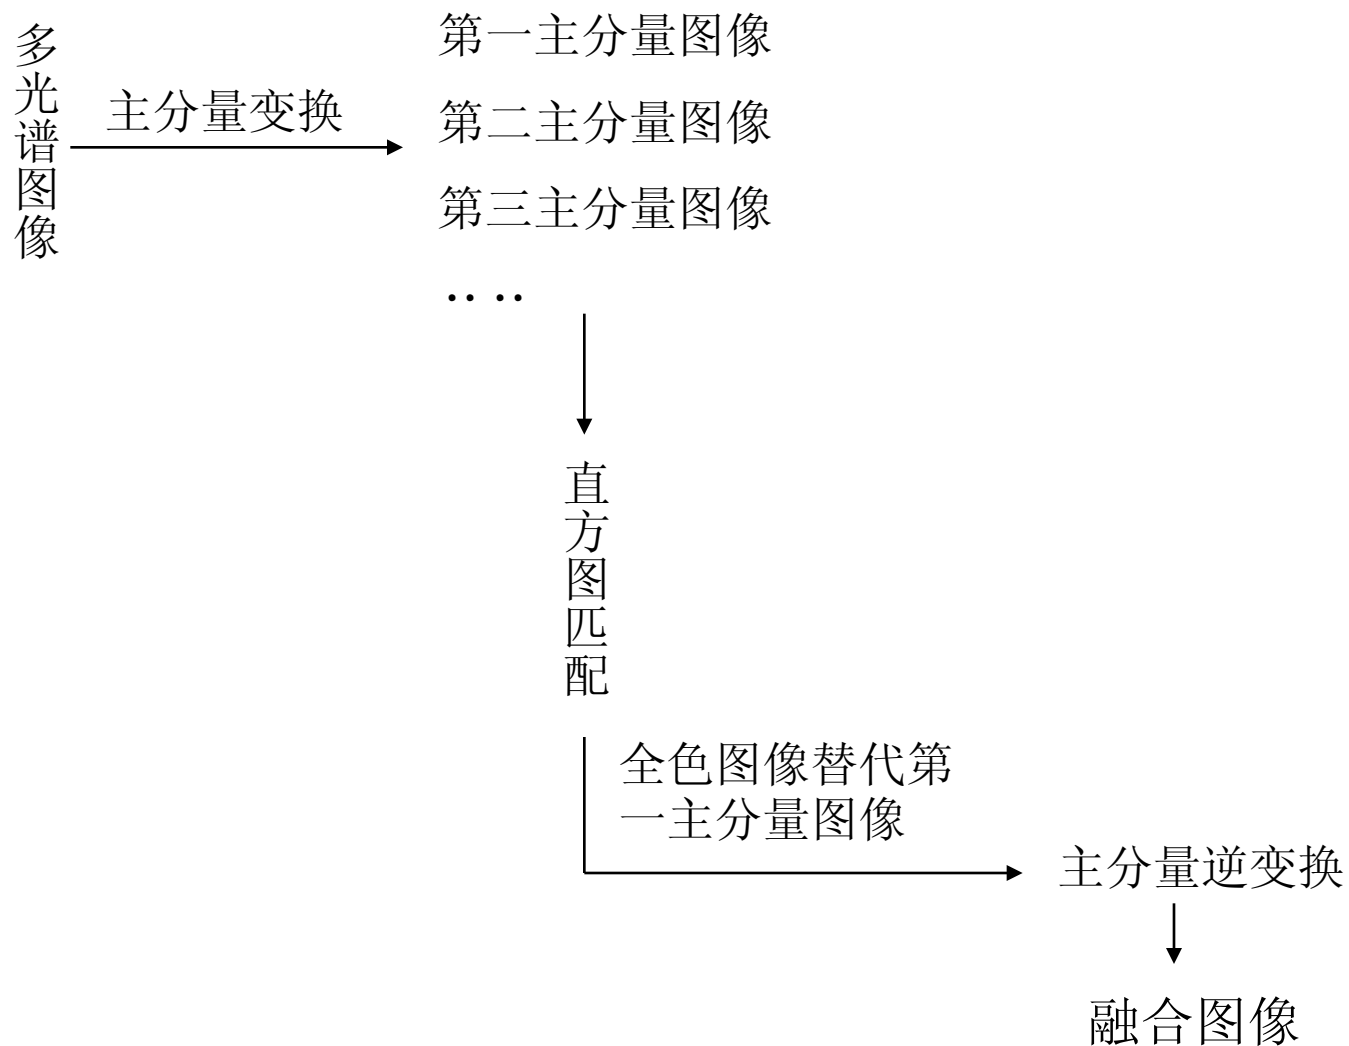 多光谱图像
主分量变换
第一主分量图像
第二主分量图像
第三主分量图像
‥‥
直方图匹配
全色图像替代第
一主分量图像
主分量逆变换
融合图像